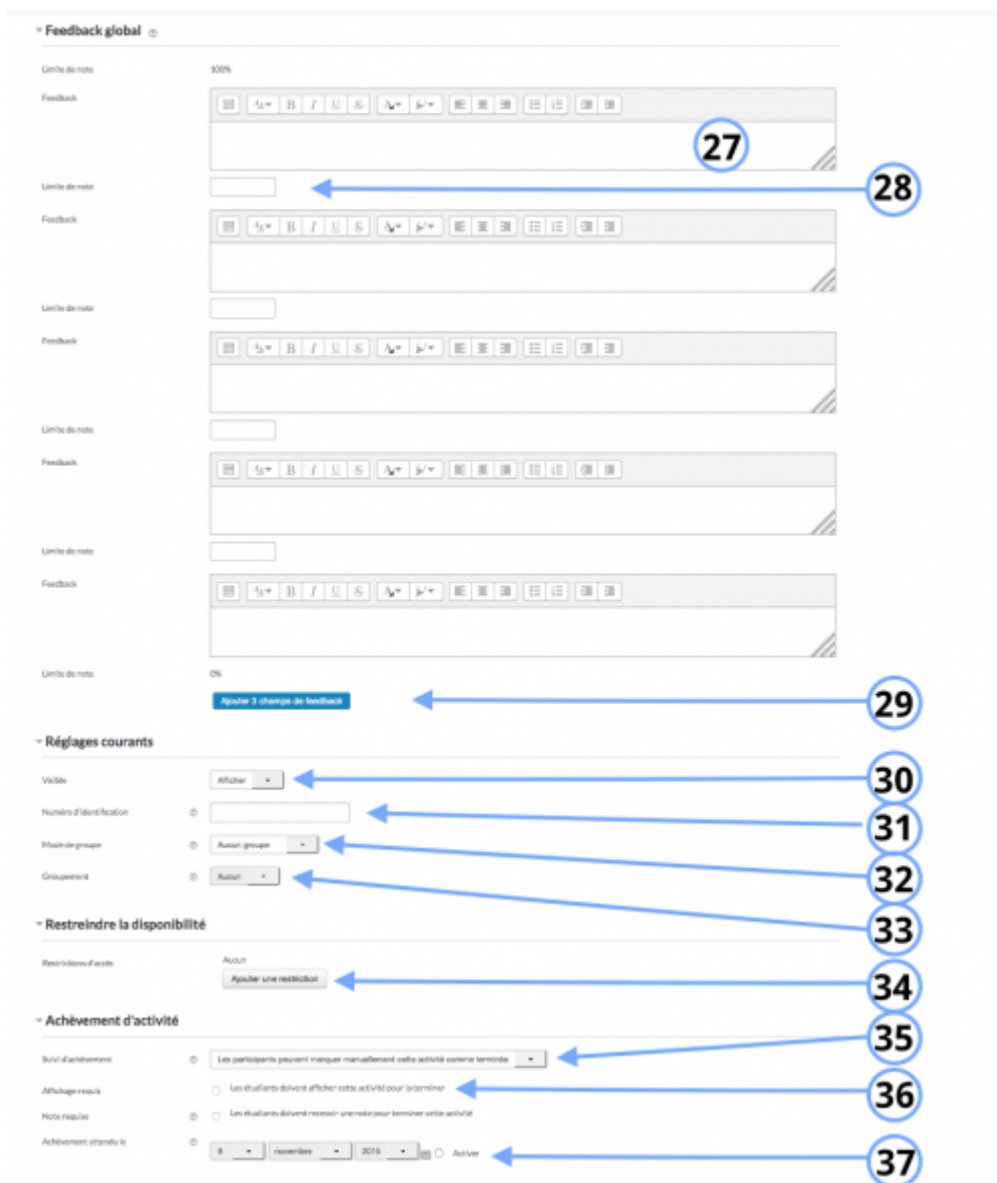 Feedback global
Limite de note 100%
Feedback
27
Limite de note 28
Feedback
Limite de note
Feedback
Limite de note
Feedback
Limite de note
Feedback
Limite de note 0%
Ajouter 3 champs de feedback 29
Réglages courants
Visible Afficher 30
Numéro d'identification 31
Mode de groupe Aucun groupe 32
Groupement Aucun 33
Restreindre la disponibilité
Restrictions d'accès Aucun
Ajouter une restriction 34
Achèvement d'activité
35
Suivi d'achèvement Les participants peuvent marquer manuellement cette activité comme terminée
Affichage requis Les étudiants doivent afficher cette activité pour la terminer 36
Note requise Les étudiants doivent recevoir une note pour terminer cette activité
Achèvement attendu le novembre 2016 Activer 37